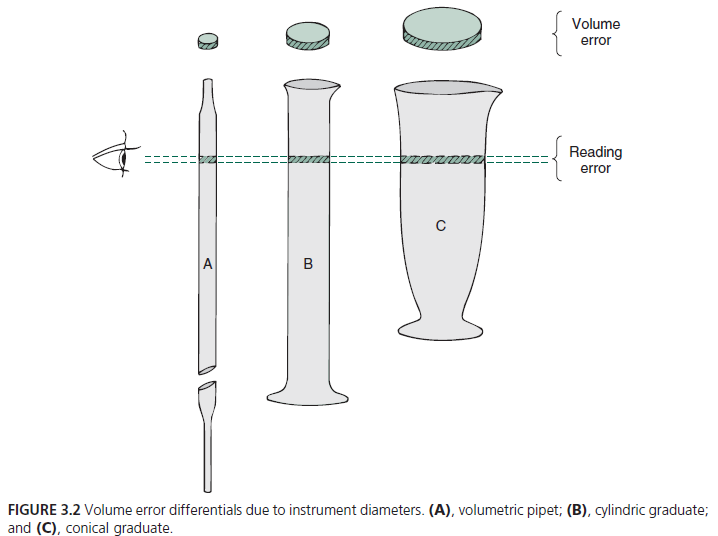 Volume
error
Reading
error
A
B
C
FIGURE 3.2 Volume error differentials due to instrument diameters. (A), volumetric pipet; (B), cylindric graduate;
and (C), conical graduate.